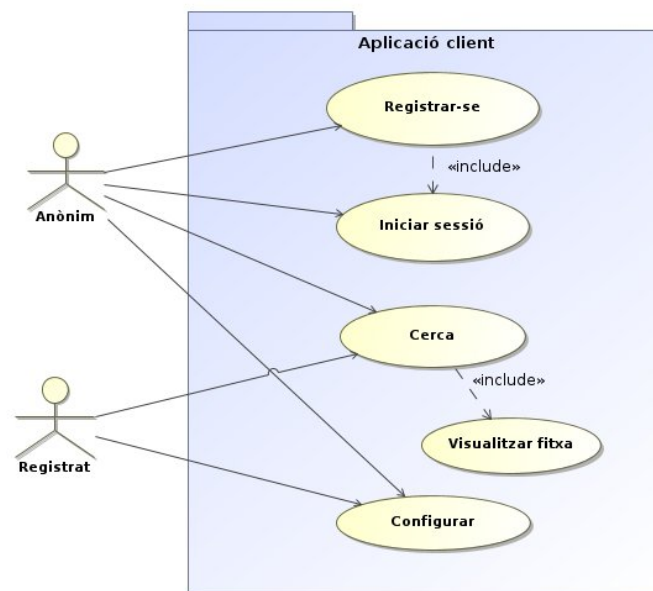 Aplicació client
Registrar-se
«include»
Anònim
Iniciar sessió
Cerca
«include»
Registrat
Visualitzar fitxa
Configurar